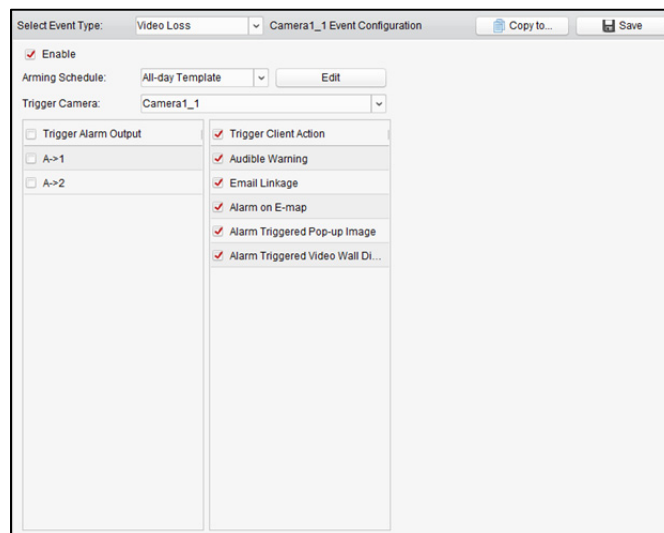 Select Event Type: Video Loss Camera1_1 Event Configuration Copy to... Save
Enable
Arming Schedule: All-day Template Edit
Trigger Camera: Camera1_1
Trigger Alarm Output Trigger Client Action
A->1 Audible Warning
A->2 Email Linkage
Alarm on E-map
Alarm Triggered Pop-up Image
Alarm Triggered Video Wall Di...